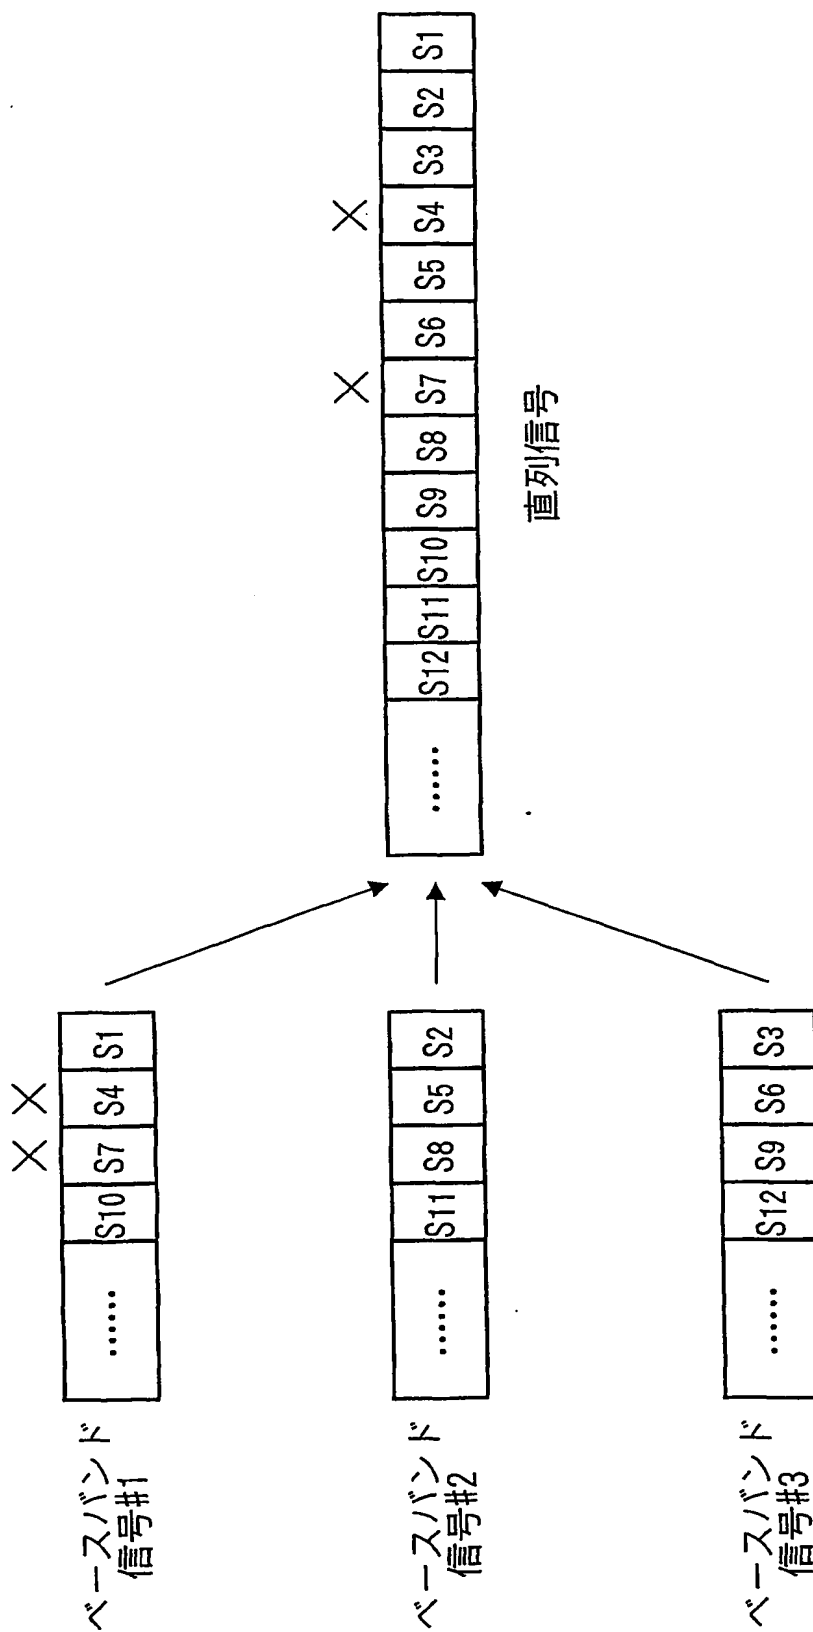 ベースバンド
信号#1
...... S10 S7 S4 S1
× ×
ベースバンド
信号#2
...... S11 S8 S5 S2
ベースバンド
信号#3
...... S12 S9 S6 S3
× ×
...... S12 S11 S10 S9 S8 S7 S6 S5 S4 S3 S2 S1
直列信号